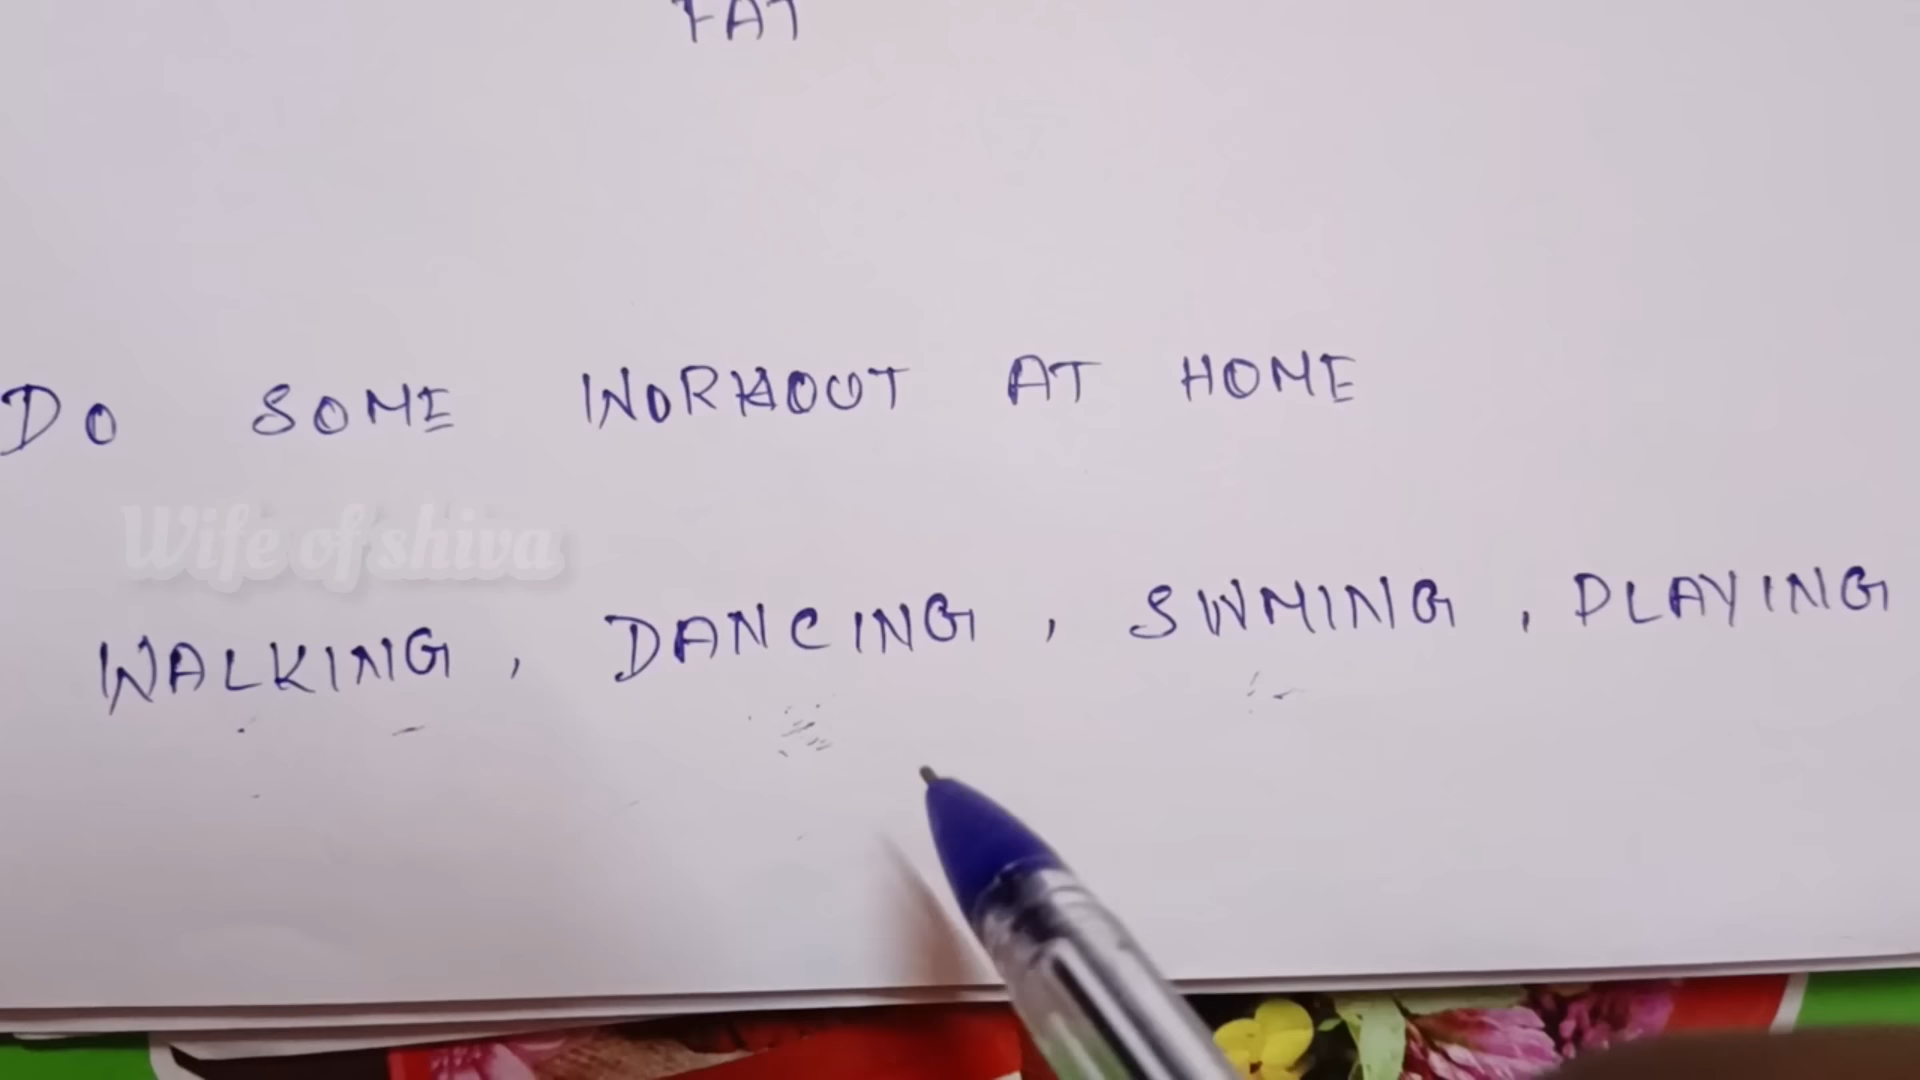 FAT
DO SOME WORKOUT AT HOME
Wife of shiva
WALKING, DANCING, SWMING, PLAYING